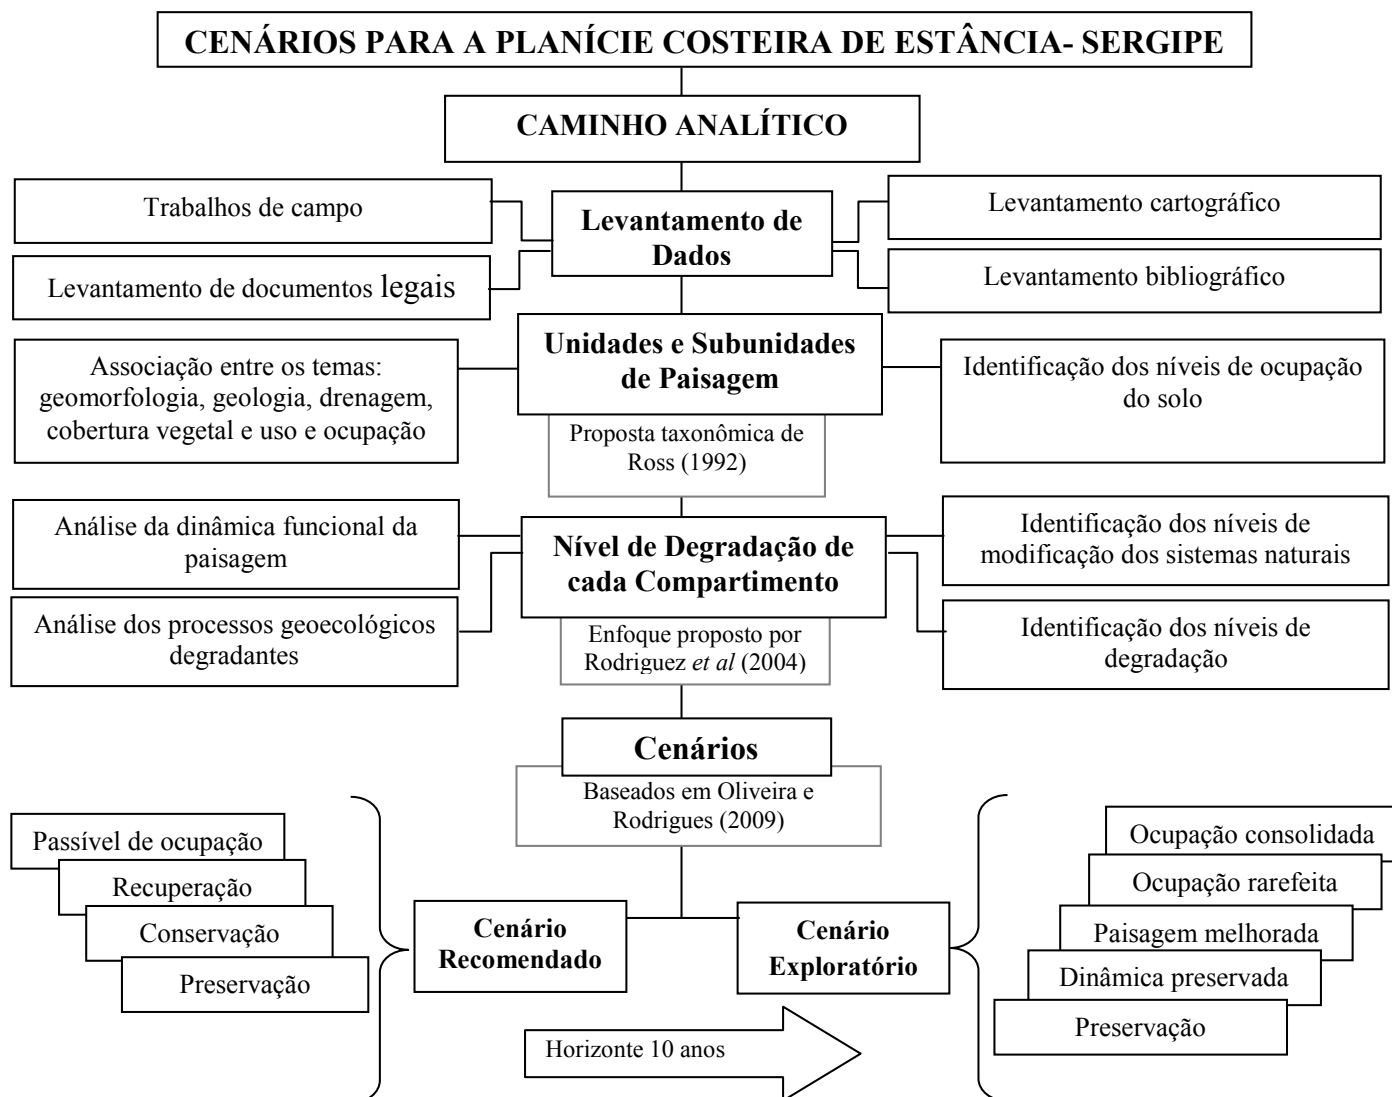 CENÁRIOS PARA A PLANÍCIE COSTEIRA DE ESTÂNCIA- SERGIPE
CAMINHO ANALÍTICO
Trabalhos de campo
Levantamento de documentos legais
Levantamento de
Dados
Levantamento cartográfico
Levantamento bibliográfico
Associação entre os temas:
geomorfologia, geologia, drenagem,
cobertura vegetal e uso e ocupação
Unidades e Subunidades
de Paisagem
Proposta taxonômica de
Ross (1992)
Identificação dos níveis de ocupação
do solo
Análise da dinâmica funcional da
paisagem
Análise dos processos geoecológicos
degradantes
Nível de Degradação de
cada Compartimento
Enfoque proposto por
Rodriguez et al (2004)
Identificação dos níveis de
modificação dos sistemas naturais
Identificação dos níveis de
degradação
Cenários
Baseados em Oliveira e
Rodrigues (2009)
Passível de ocupação
Recuperação
Conservação
Preservação
Cenário
Recomendado
Cenário
Exploratório
Ocupação consolidada
Ocupação rarefeita
Paisagem melhorada
Dinâmica preservada
Preservação
Horizonte 10 anos